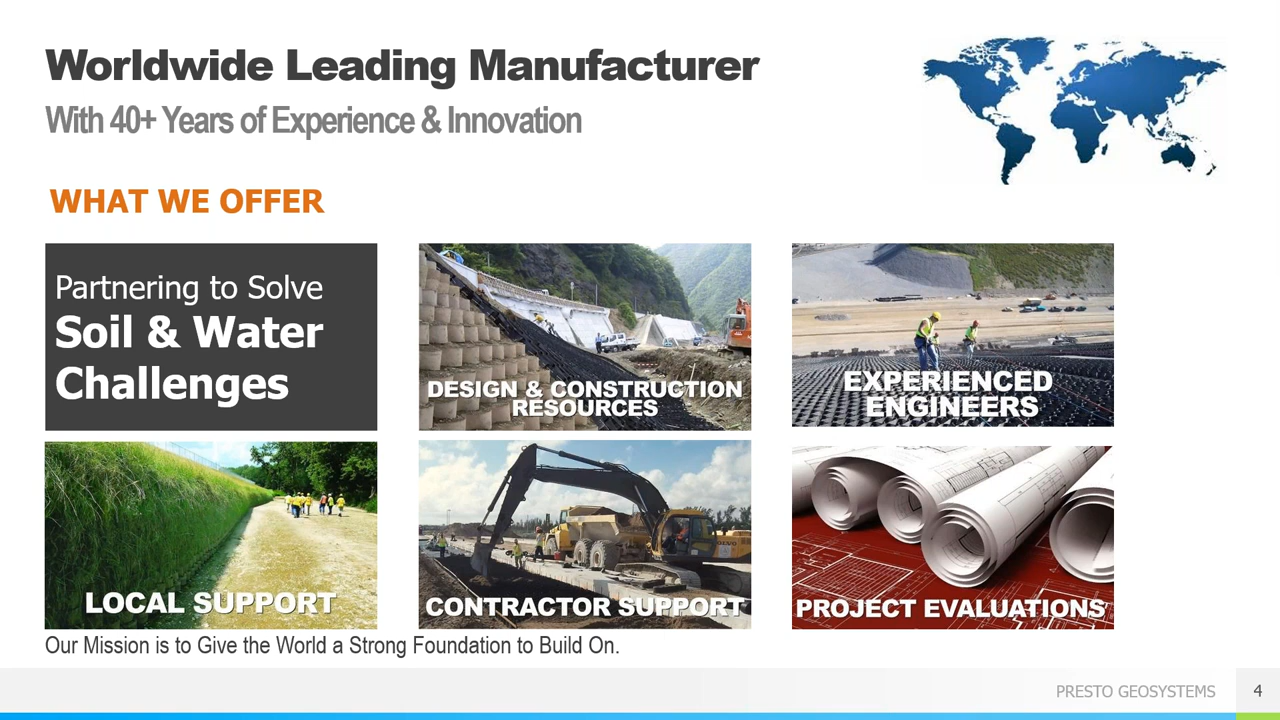 Worldwide Leading Manufacturer
With 40+ Years of Experience & Innovation
WHAT WE OFFER
Partnering to Solve
Soil & Water
Challenges
DESIGN & CONSTRUCTION
RESOURCES
EXPERIENCED
ENGINEERS
LOCAL SUPPORT
CONTRACTOR SUPPORT
PROJECT EVALUATIONS
Our Mission is to Give the World a Strong Foundation to Build On.
PRESTO GEOSYSTEMS
4